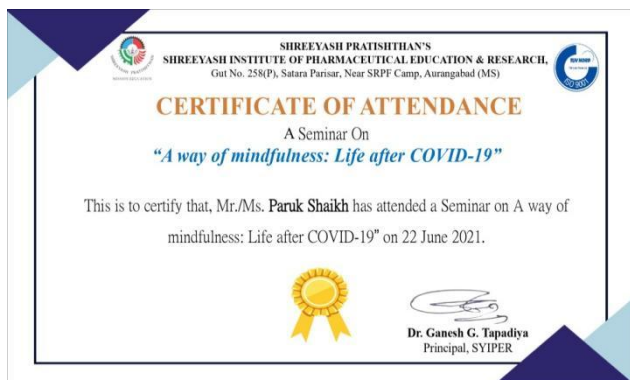 SHREEYASH PRATISHTHAN'S
SHREEYASH INSTITUTE OF PHARMACEUTICAL EDUCATION & RESEARCH,
Gut No. 258(P), Satara Parisar, Near SRPF Camp, Aurangabad (MS)
CERTIFICATE OF ATTENDANCE
A Seminar On
“A way of mindfulness: Life after COVID-19”
This is to certify that, Mr./Ms. Paruk Shaikh has attended a Seminar on A way of
mindfulness: Life after COVID-19” on 22 June 2021.
Dr. Ganesh G. Tapadiya
Principal, SYIPER
ISO 9001